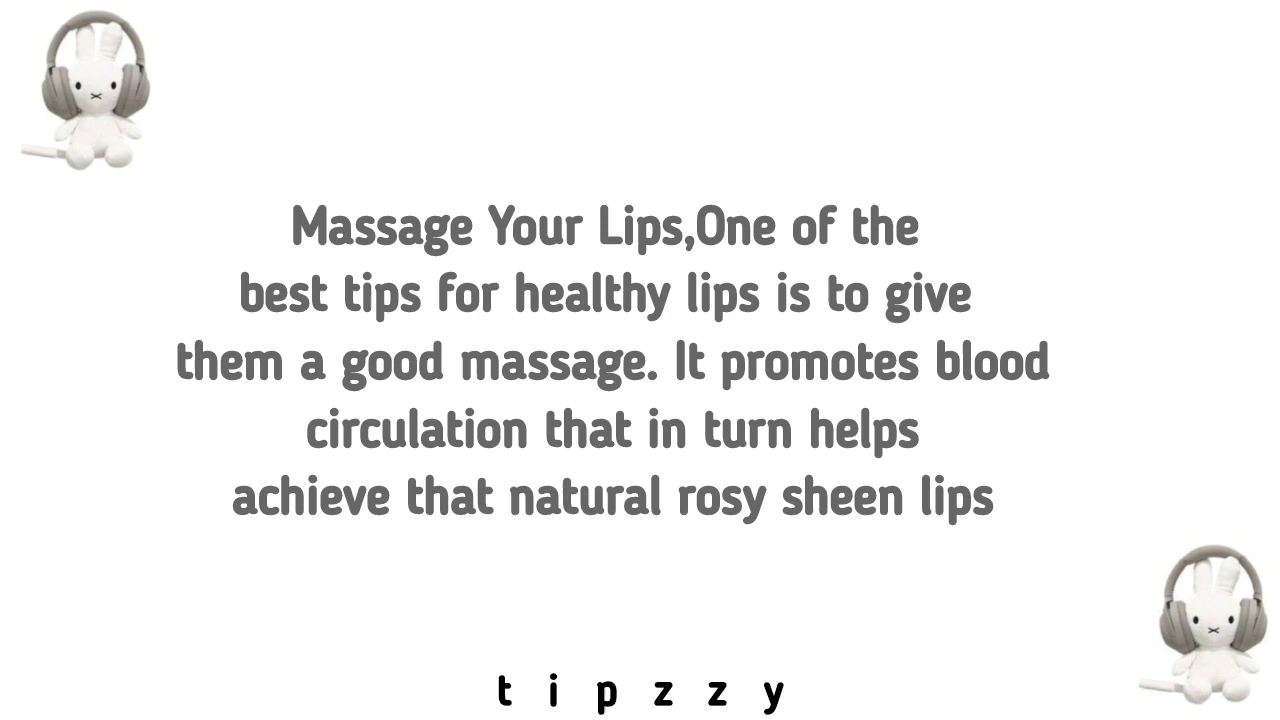 Massage Your Lips,One of the
best tips for healthy lips is to give
them a good massage. It promotes blood
circulation that in turn helps
achieve that natural rosy sheen lips
t i p z z y